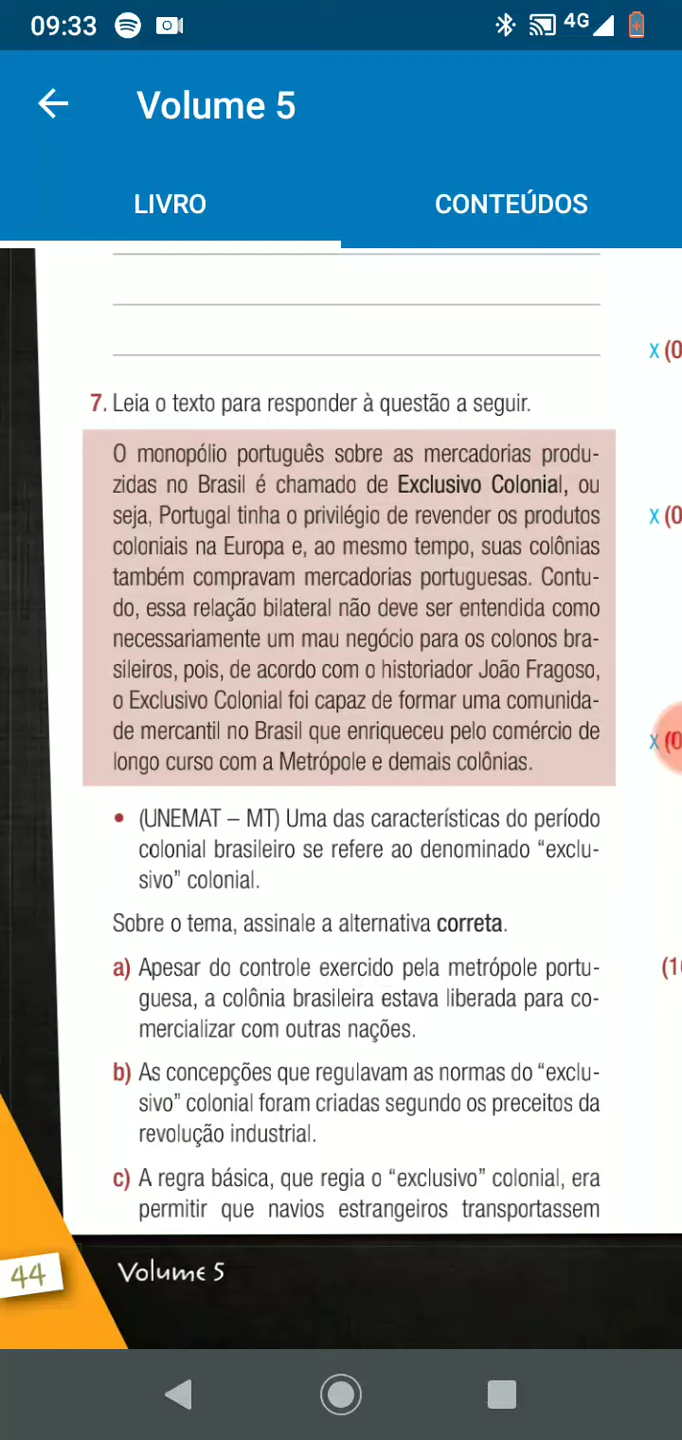 09:33
4G
Volume 5
LIVRO
CONTEÚDOS
7. Leia o texto para responder à questão a seguir.
O monopólio português sobre as mercadorias produ-
zidas no Brasil é chamado de Exclusivo Colonial, ou
seja, Portugal tinha o privilégio de revender os produtos
coloniais na Europa e, ao mesmo tempo, suas colônias
também compravam mercadorias portuguesas. Contu-
do, essa relação bilateral não deve ser entendida como
necessariamente um mau negócio para os colonos bra-
sileiros, pois, de acordo com o historiador João Fragoso,
o Exclusivo Colonial foi capaz de formar uma comunida-
de mercantil no Brasil que enriqueceu pelo comércio de
longo curso com a Metrópole e demais colônias.
• (UNEMAT – MT) Uma das características do período
colonial brasileiro se refere ao denominado “exclu-
sivo” colonial.
Sobre o tema, assinale a alternativa correta.
a) Apesar do controle exercido pela metrópole portu-
guesa, a colônia brasileira estava liberada para co-
mercializar com outras nações.
b) As concepções que regulavam as normas do “exclu-
sivo” colonial foram criadas segundo os preceitos da
revolução industrial.
c) A regra básica, que regia o “exclusivo” colonial, era
permitir que navios estrangeiros transportassem
44
Volume 5
x (0
x (0
x (0